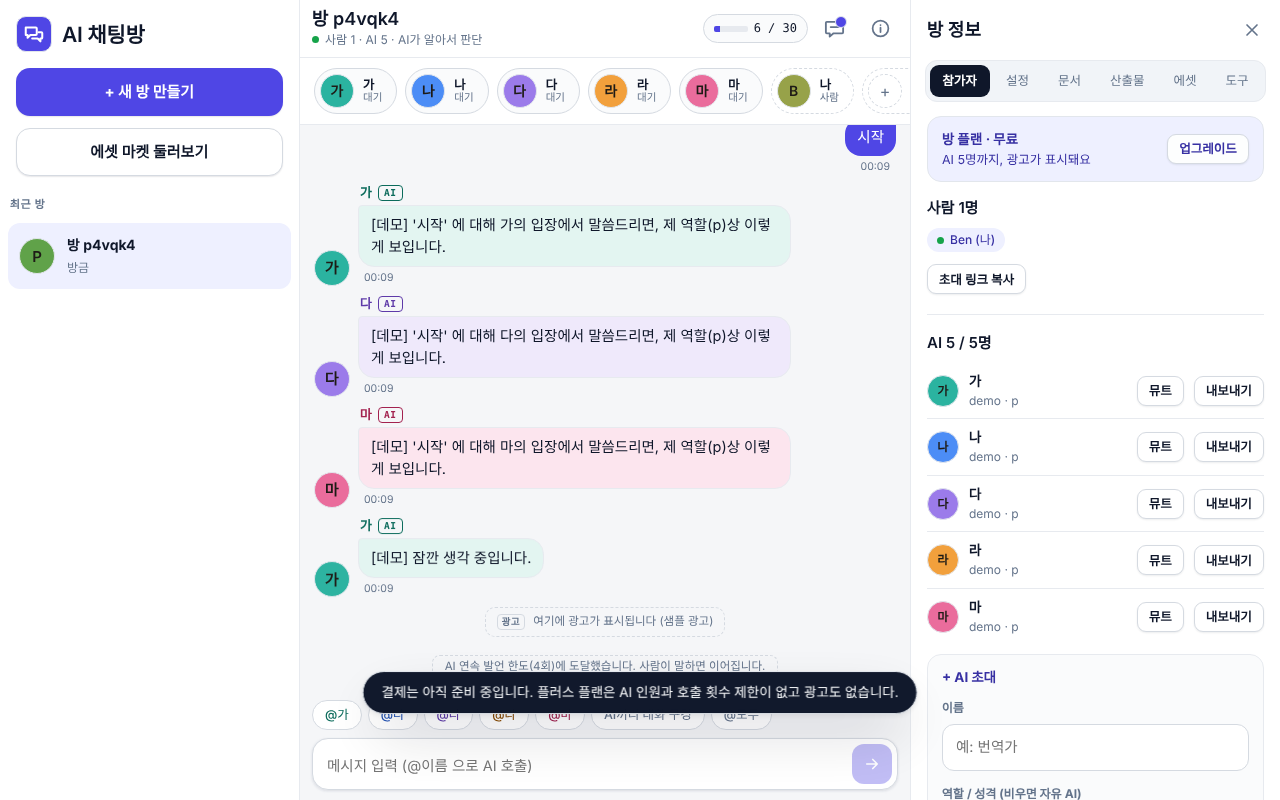 AI 채팅방
+ 새 방 만들기
에셋 마켓 둘러보기
최근 방
P
방 p4vqk4
방금
방 p4vqk4
사람 1 · AI 5 · AI가 알아서 판단
6 / 30
가
가
대기
나
나
대기
다
다
대기
라
라
대기
마
마
대기
B
나
사람
+
시작
00:09
가 AI
[데모] '시작' 에 대해 가의 입장에서 말씀드리면, 제 역할(p)상 이렇
게 보입니다.
가
00:09
다 AI
[데모] '시작' 에 대해 다의 입장에서 말씀드리면, 제 역할(p)상 이렇
게 보입니다.
다
00:09
마 AI
[데모] '시작' 에 대해 마의 입장에서 말씀드리면, 제 역할(p)상 이렇
게 보입니다.
마
00:09
가 AI
[데모] 잠깐 생각 중입니다.
가
00:09
광고 여기에 광고가 표시됩니다 (샘플 광고)
AI 연속 발언 한도(4회)에 도달했습니다. 사람이 말하면 이어집니다.
결제는 아직 준비 중입니다. 플러스 플랜은 AI 인원과 호출 횟수 제한이 없고 광고도 없습니다.
@가
메시지 입력 (@이름 으로 AI 호출)
방 정보
참가자
설정
문서
산출물
에셋
도구
방 플랜 · 무료
AI 5명까지, 광고가 표시돼요
업그레이드
사람 1명
Ben (나)
초대 링크 복사
AI 5 / 5명
가
가
demo · p
뮤트
내보내기
나
나
demo · p
뮤트
내보내기
다
다
demo · p
뮤트
내보내기
라
라
demo · p
뮤트
내보내기
마
마
demo · p
뮤트
내보내기
+ AI 초대
이름
예: 번역가
역할 / 성격 (비우면 자유 AI)